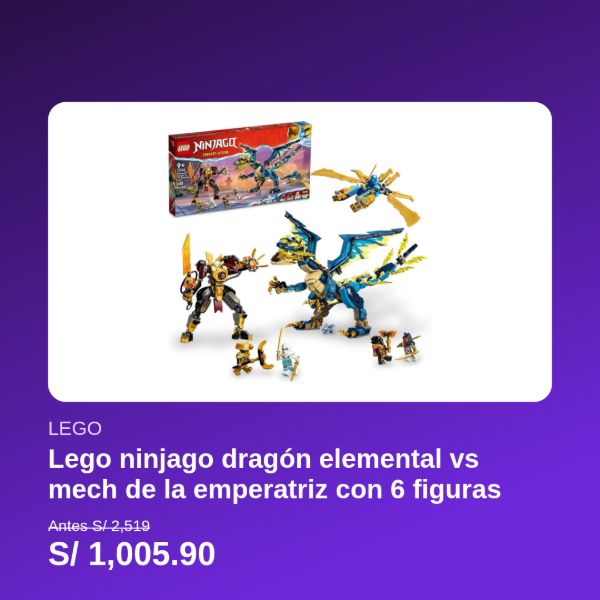 LEGO NINJAGO
9+
LEGO
Lego ninjago dragón elemental vs
mech de la emperatriz con 6 figuras
Antes S/ 2,519
S/ 1,005.90